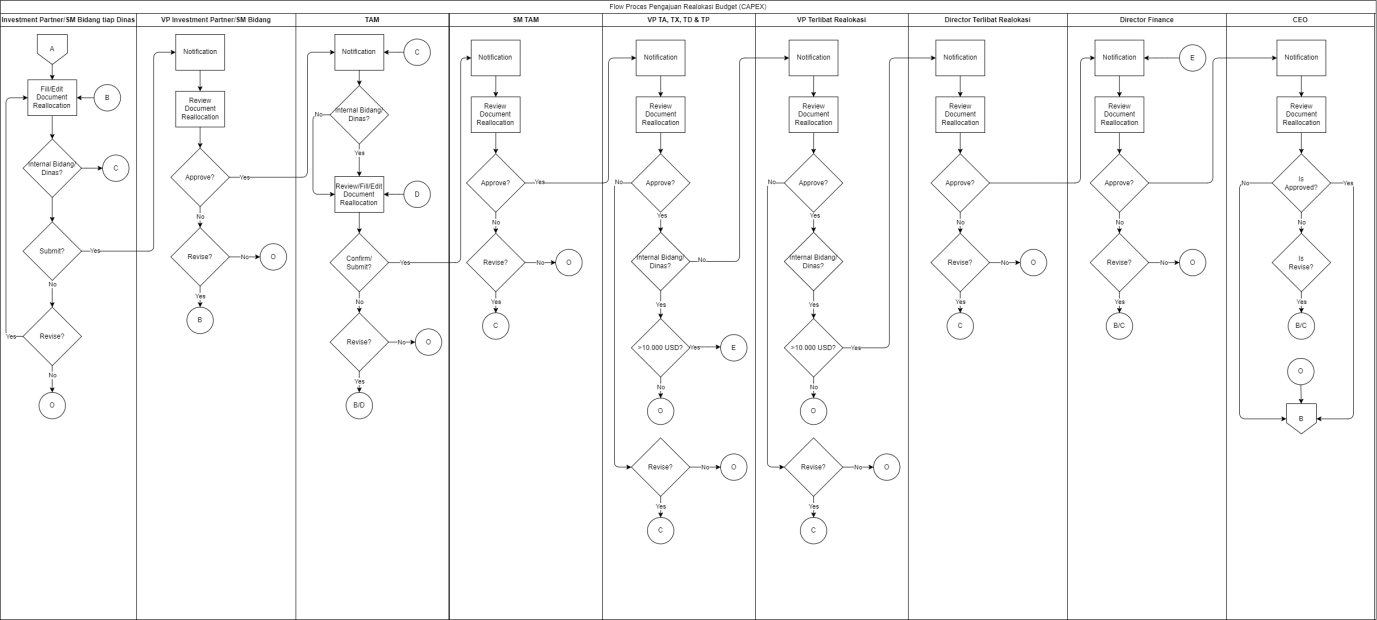 Flow Proces Pengajuan Realokasi Budget (CAPEX)
Investment Partner/SM Bidang tiap Dinas
VP Investment Partner/SM Bidang
TAM
SM TAM
VP TA, TX, TD & TP
VP Terlibat Realokasi
Director Terlibat Realokasi
Director Finance
CEO
A
Fill/Edit
Document
Reallocation
B
Internal Bidang/
Dinas?
C
Submit?
Yes
No
Revise?
Yes
No
O
Notification
Review
Document
Reallocation
Approve?
Yes
No
Revise?
No
O
Yes
B
Notification
C
Internal Bidang/
Dinas?
No
Yes
Review/Fill/Edit
Document
Reallocation
D
Confirm/
Submit?
Yes
No
Revise?
No
O
Yes
B/D
Notification
Review
Document
Reallocation
Approve?
Yes
No
Revise?
No
O
Yes
C
Notification
Review
Document
Reallocation
No
Approve?
Yes
Internal Bidang/
Dinas?
No
Yes
>10.000 USD?
Yes
E
No
O
Revise?
No
O
Yes
C
Notification
Review
Document
Reallocation
No
Approve?
Yes
Internal Bidang/
Dinas?
Yes
>10.000 USD?
Yes
No
O
Revise?
No
O
Yes
C
Notification
Review
Document
Reallocation
Approve?
No
Revise?
No
O
Yes
C
Notification
E
Review
Document
Reallocation
Approve?
No
Revise?
No
O
Yes
B/C
Notification
Review
Document
Reallocation
No
Is
Approved?
Yes
No
Is
Revise?
Yes
B/C
O
B